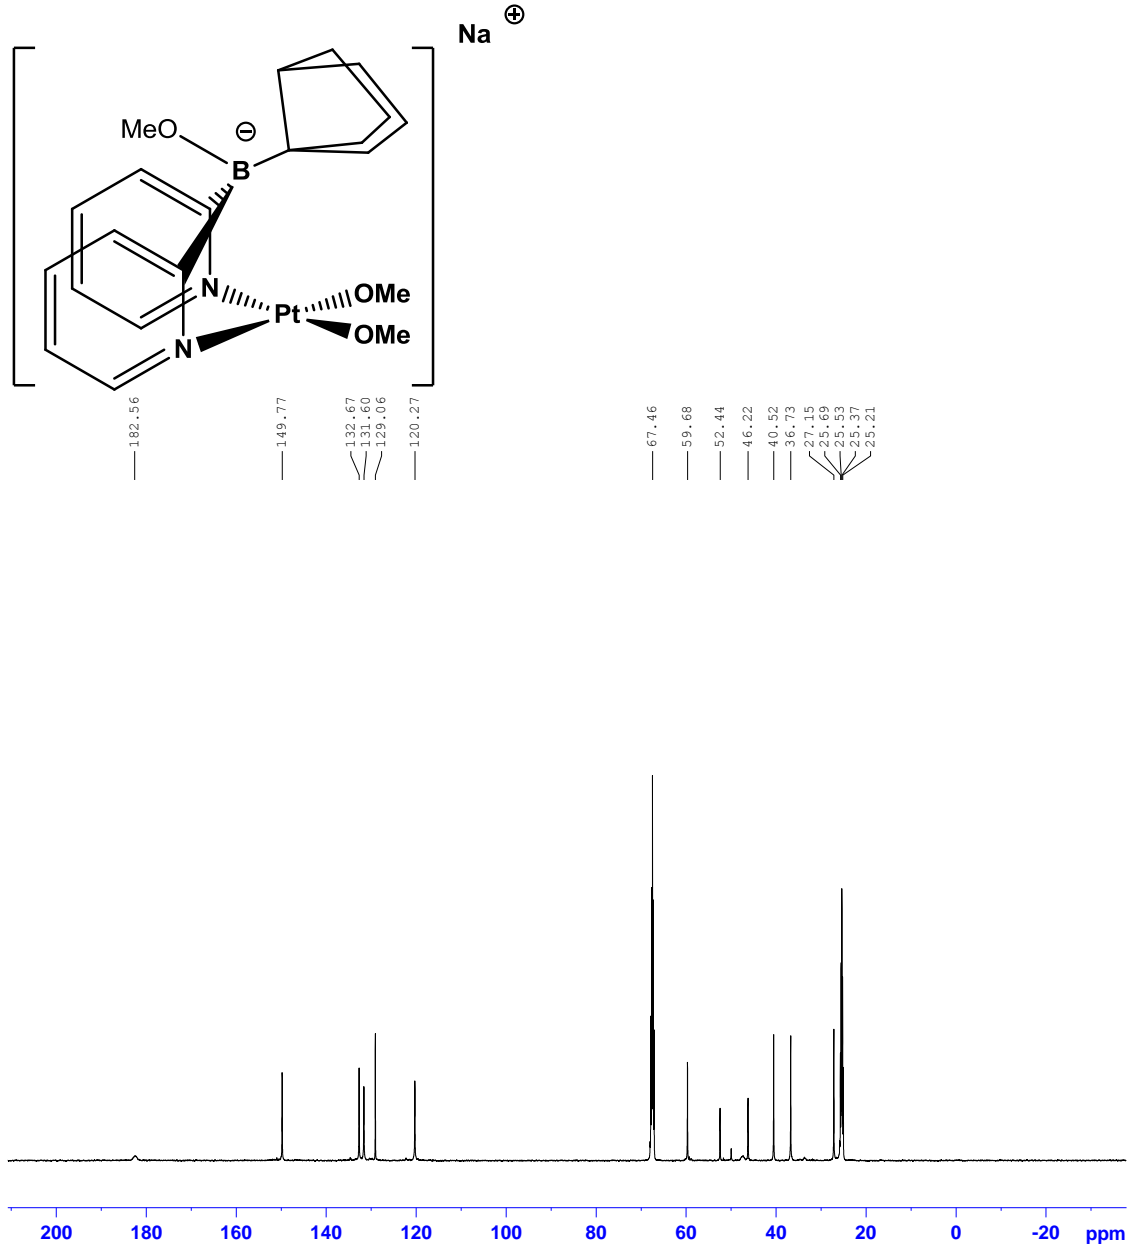 Na ⊕
MeO ⊖
B
N
Pt
OMe
OMe
N
182.56
149.77
132.67
131.60
129.06
120.27
67.46
59.68
52.44
46.22
40.52
36.73
27.15
25.69
25.53
25.37
25.21
200 180 160 140 120 100 80 60 40 20 0 -20 ppm